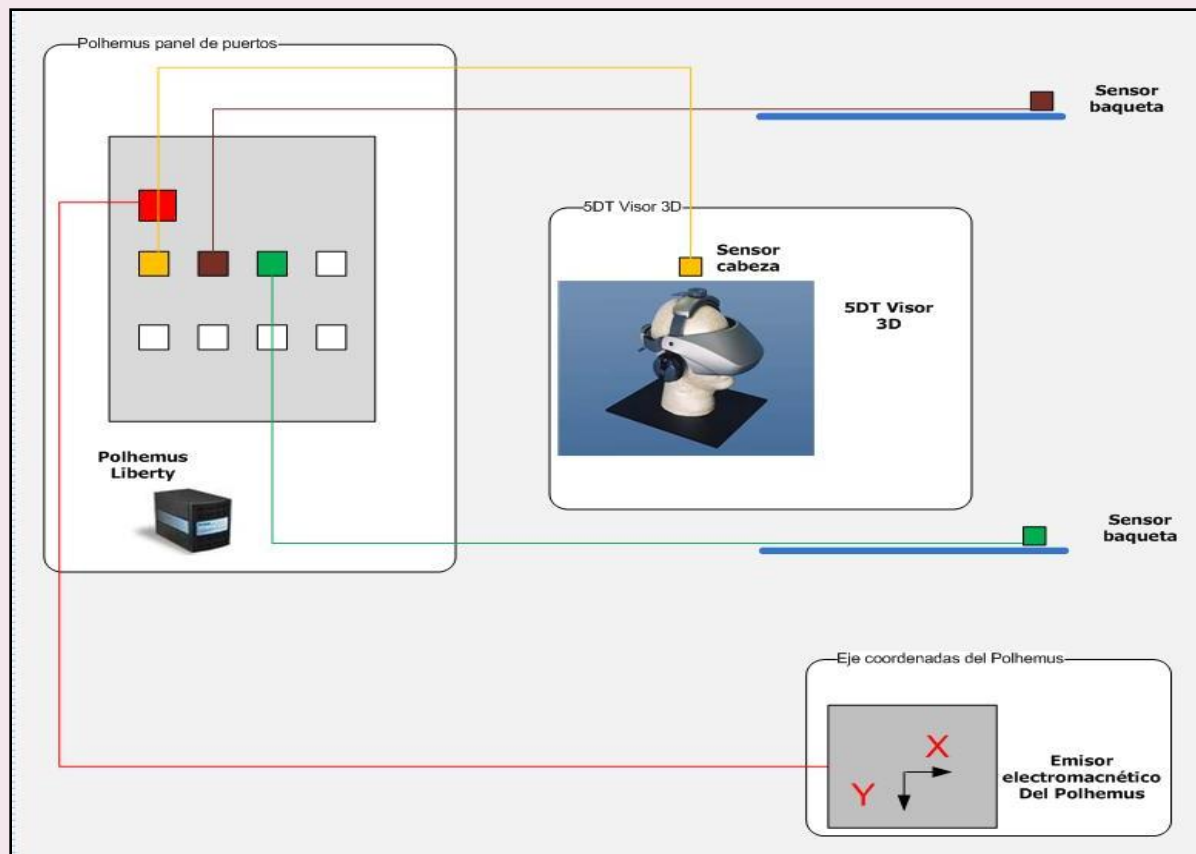 Polhemus panel de puertos
Sensor
baqueta
5DT Visor 3D
Sensor
cabeza
5DT Visor
3D
Polhemus
Liberty
Sensor
baqueta
Eje coordenadas del Polhemus
X
Y
Emisor
electromacnético
Del Polhemus